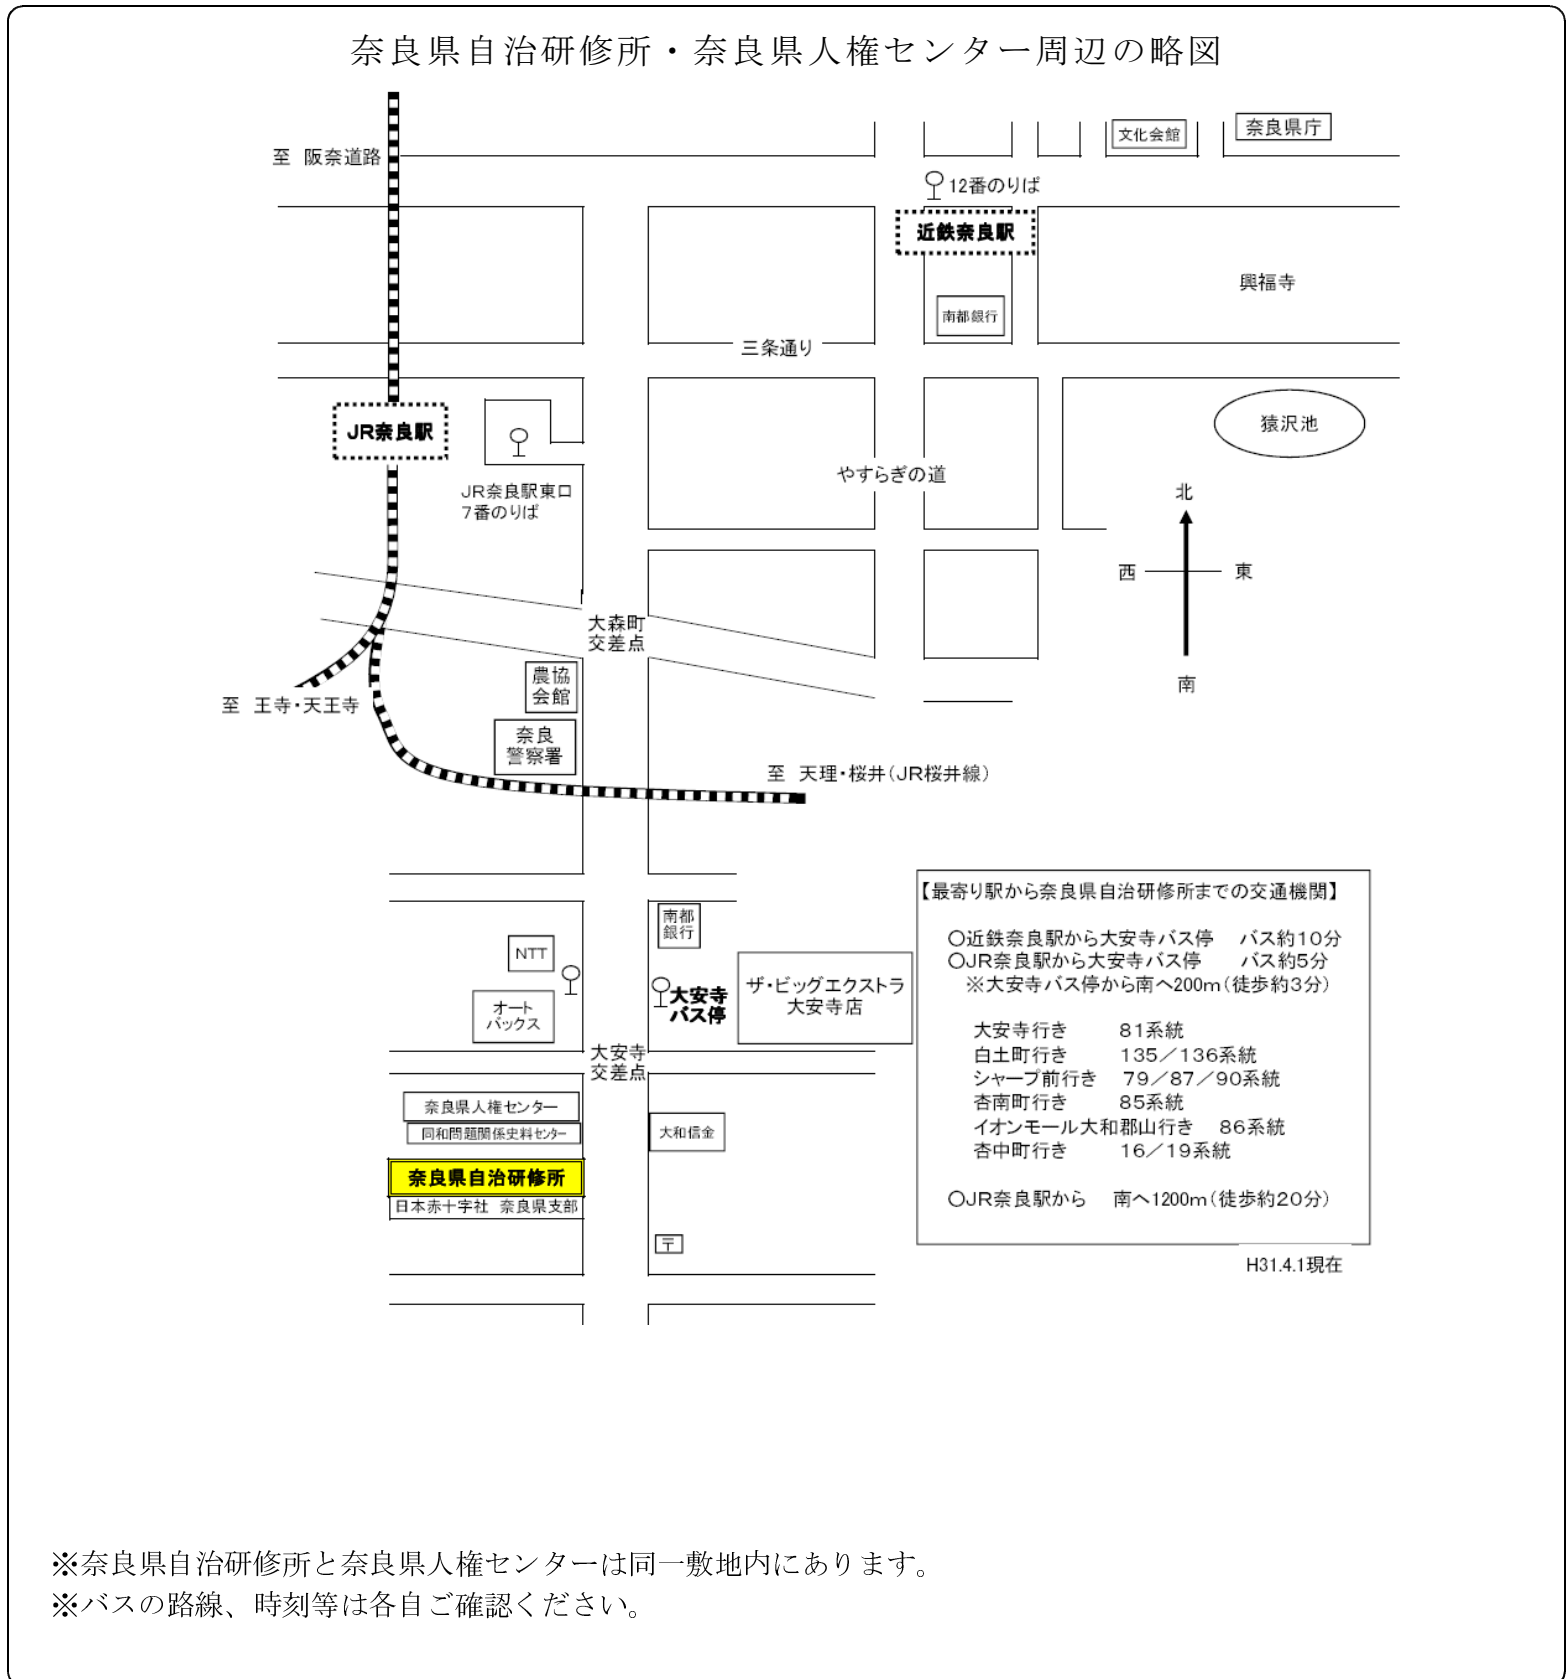 奈良県自治研修所・奈良県人権センター周辺の略図
至　阪奈道路
文化会館
奈良県庁
12番のりば
近鉄奈良駅
興福寺
南都銀行
三条通り
JR奈良駅
猿沢池
やすらぎの道
JR奈良駅東口
7番のりば
北
西
東
南
大森町
交差点
農協
会館
至　王寺・天王寺
奈良
警察署
至　天理・桜井(JR桜井線)
南都
銀行
NTT
オート
バックス
大安寺
バス停
ザ・ビッグエクストラ
大安寺店
大安寺
交差点
奈良県人権センター
同和問題関係史料センター
大和信金
奈良県自治研修所
日本赤十字社　奈良県支部
〒
【最寄り駅から奈良県自治研修所までの交通機関】
○近鉄奈良駅から大安寺バス停　バス約10分
○JR奈良駅から大安寺バス停　バス約5分
※大安寺バス停から南へ200m(徒歩約3分)
大安寺行き　81系統
白土町行き　135／136系統
シャープ前行き　79／87／90系統
杏南町行き　85系統
イオンモール大和郡山行き　86系統
杏中町行き　16／19系統
○JR奈良駅から　南へ1200m(徒歩約20分)
H31.4.1現在
※奈良県自治研修所と奈良県人権センターは同一敷地内にあります。
※バスの路線、時刻等は各自ご確認ください。